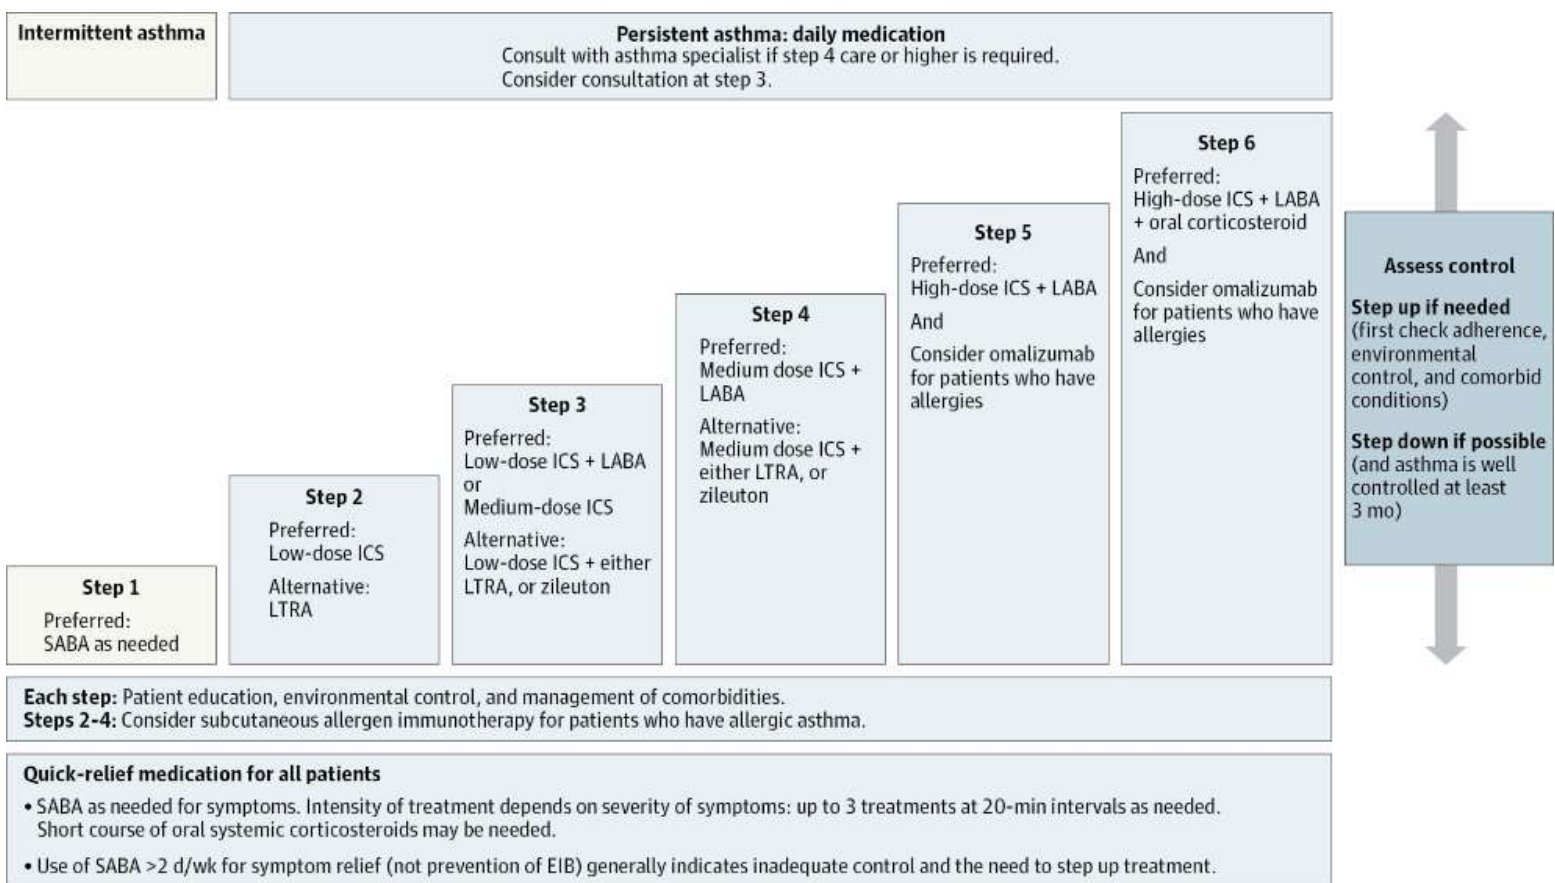 Intermittent asthma
Persistent asthma: daily medication
Consult with asthma specialist if step 4 care or higher is required.
Consider consultation at step 3.
Step 1
Preferred:
SABA as needed
Step 2
Preferred:
Low-dose ICS
Alternative:
LTRA
Step 3
Preferred:
Low-dose ICS + LABA
or
Medium-dose ICS
Alternative:
Low-dose ICS + either
LTRA, or zileuton
Step 4
Preferred:
Medium dose ICS +
LABA
Alternative:
Medium dose ICS +
either LTRA, or
zileuton
Step 5
Preferred:
High-dose ICS + LABA
And
Consider omalizumab
for patients who have
allergies
Step 6
Preferred:
High-dose ICS + LABA
+ oral corticosteroid
And
Consider omalizumab
for patients who have
allergies
Assess control
Step up if needed
(first check adherence,
environmental
control, and comorbid
conditions)
Step down if possible
(and asthma is well
controlled at least
3 mo)
Each step: Patient education, environmental control, and management of comorbidities.
Steps 2-4: Consider subcutaneous allergen immunotherapy for patients who have allergic asthma.
Quick-relief medication for all patients
• SABA as needed for symptoms. Intensity of treatment depends on severity of symptoms: up to 3 treatments at 20-min intervals as needed.
Short course of oral systemic corticosteroids may be needed.
• Use of SABA >2 d/wk for symptom relief (not prevention of EIB) generally indicates inadequate control and the need to step up treatment.